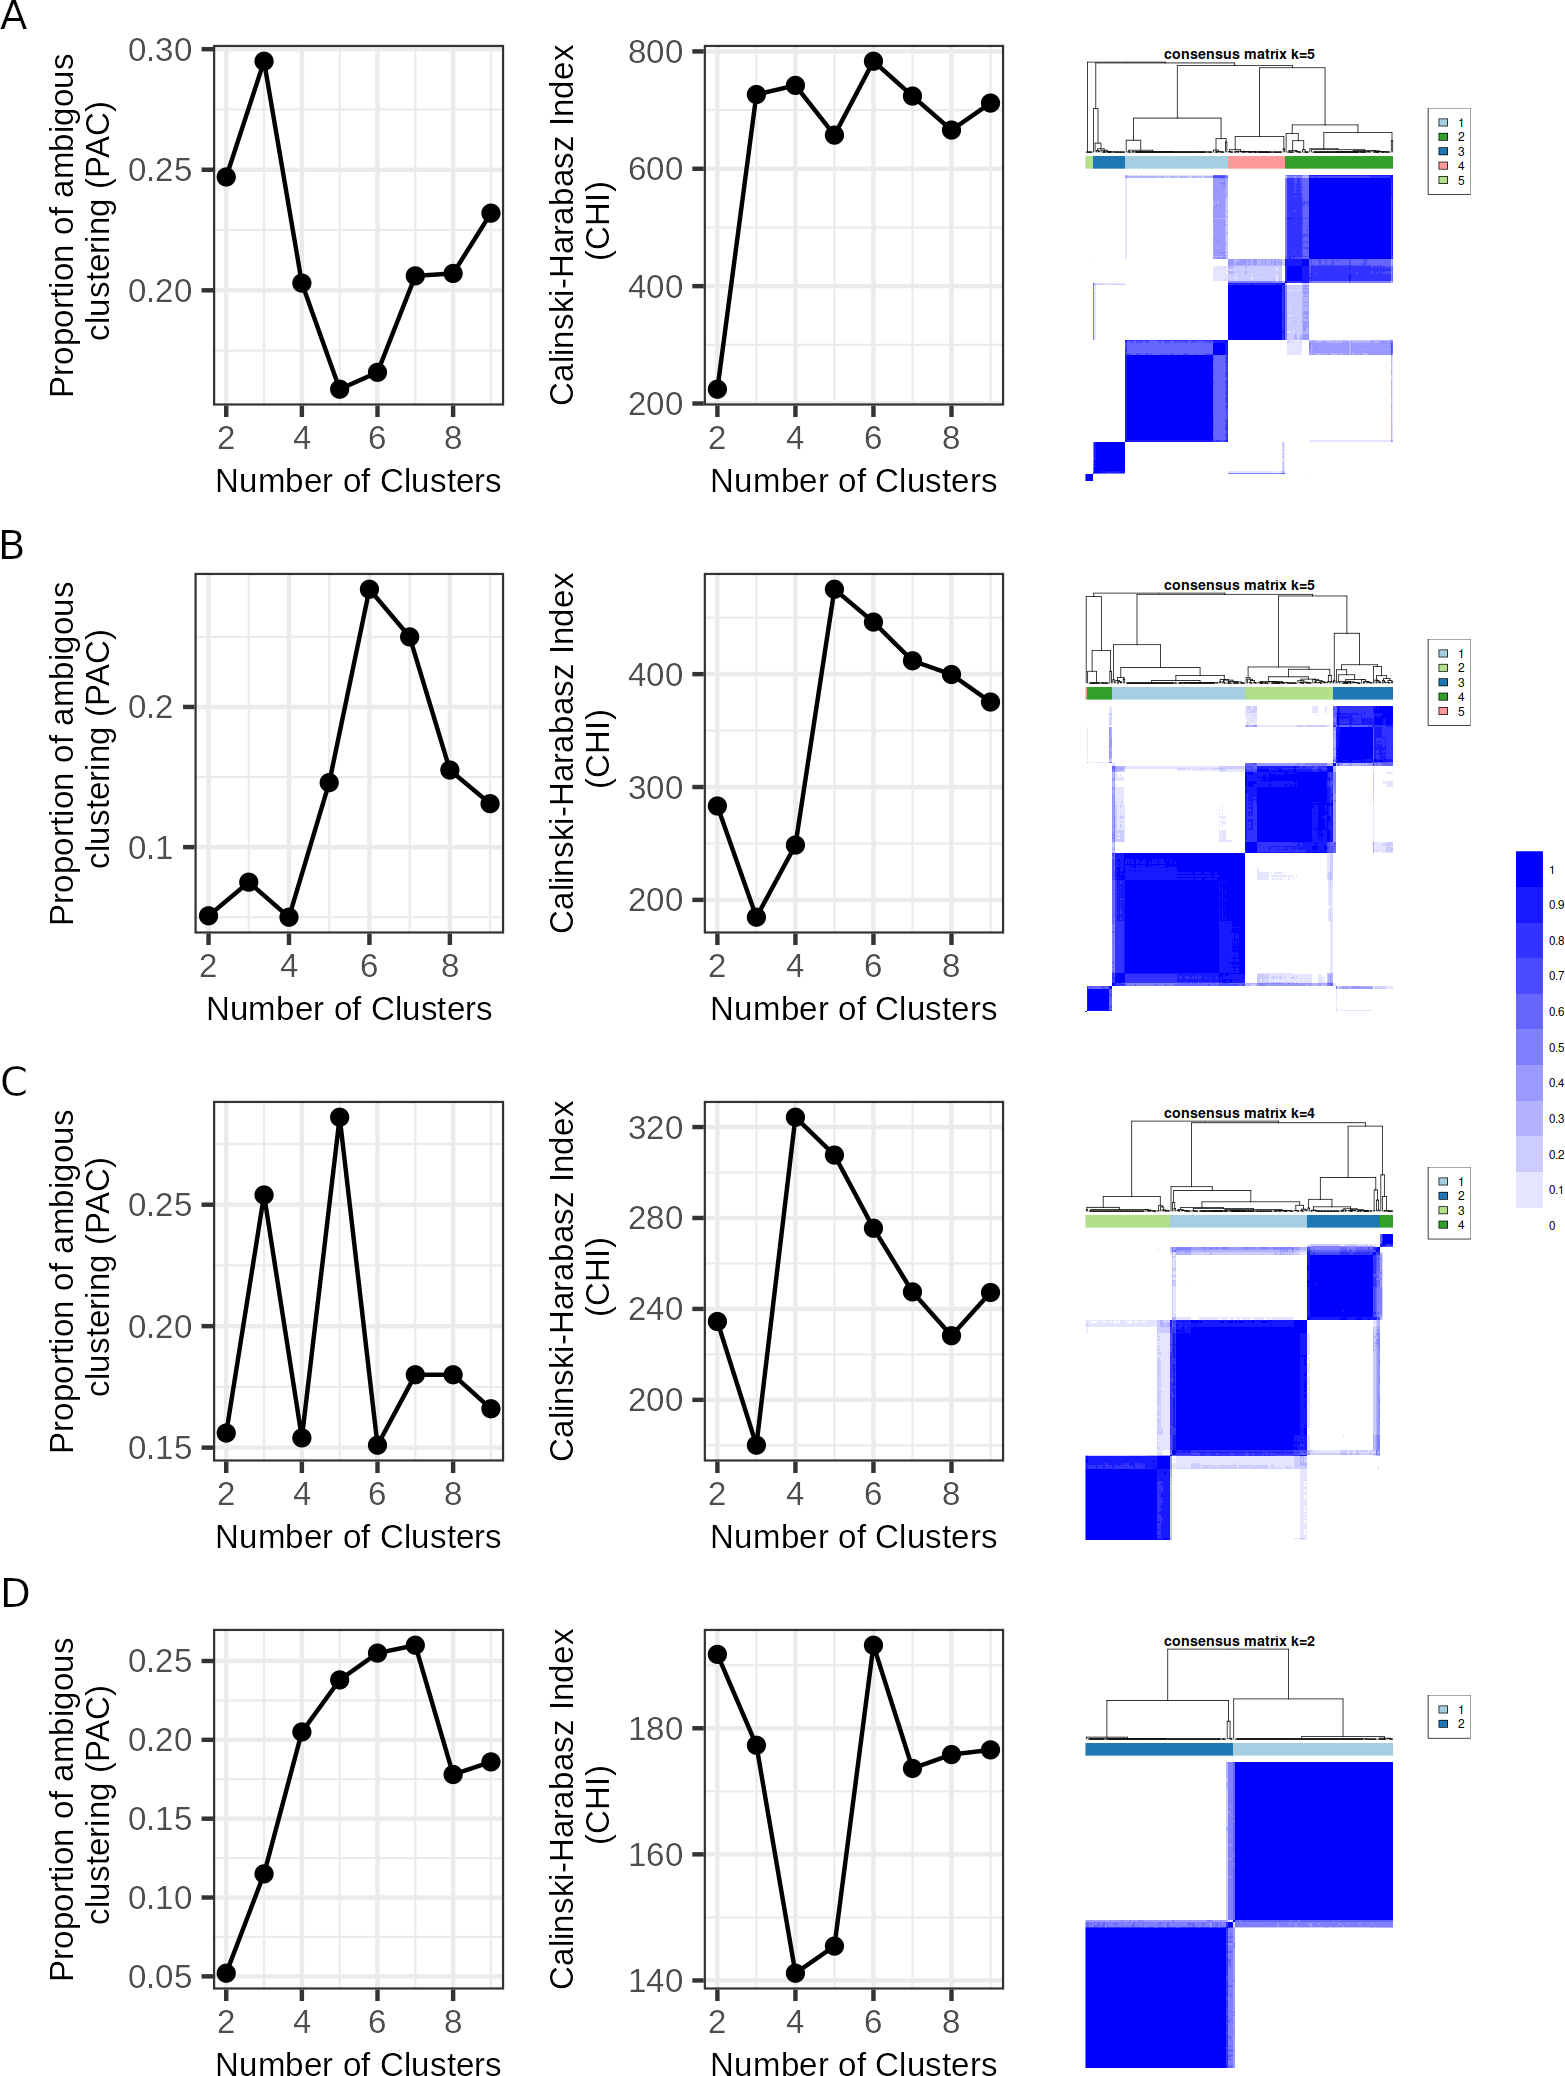 A
Proportion of ambigous
clustering (PAC)
0.30
0.25
0.20
2 4 6 8
Number of Clusters
Calinski-Harabasz Index
(CHI)
800
600
400
200
2 4 6 8
Number of Clusters
consensus matrix k=5
1
2
3
4
5
B
Proportion of ambigous
clustering (PAC)
0.2
0.1
2 4 6 8
Number of Clusters
Calinski-Harabasz Index
(CHI)
400
300
200
2 4 6 8
Number of Clusters
consensus matrix k=5
1
2
3
4
5
1
0.9
0.8
0.7
0.6
0.5
0.4
0.3
0.2
0.1
0
C
Proportion of ambigous
clustering (PAC)
0.25
0.20
0.15
2 4 6 8
Number of Clusters
Calinski-Harabasz Index
(CHI)
320
280
240
200
2 4 6 8
Number of Clusters
consensus matrix k=4
1
2
3
4
D
Proportion of ambigous
clustering (PAC)
0.25
0.20
0.15
0.10
0.05
2 4 6 8
Number of Clusters
Calinski-Harabasz Index
(CHI)
180
160
140
2 4 6 8
Number of Clusters
consensus matrix k=2
1
2